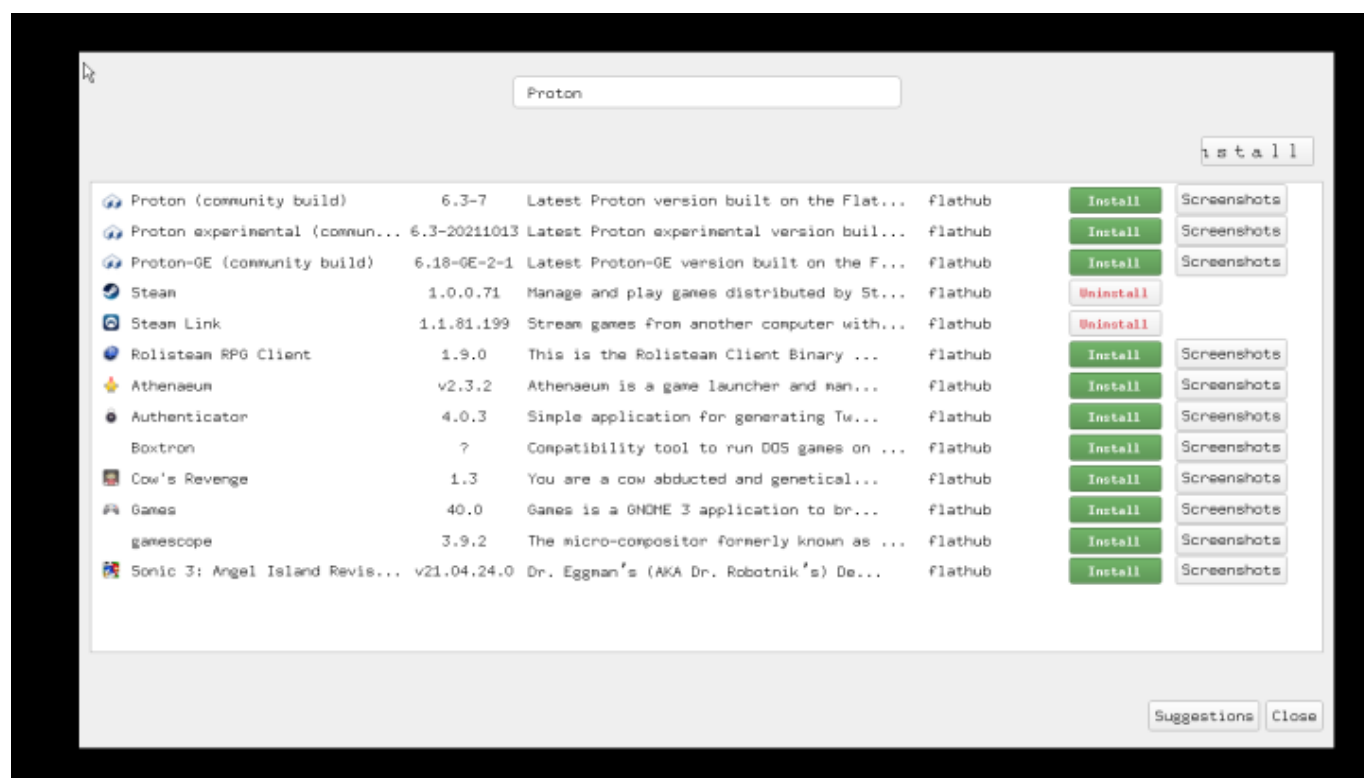 Proton
nstall
Proton (community build) 6.3-7 Latest Proton version built on the Flat... flathub Install Screenshots
Proton experimental (commun... 6.3-20211013 Latest Proton experimental version buil... flathub Install Screenshots
Proton-GE (community build) 6.18-GE-2-1 Latest Proton-GE version built on the F... flathub Install Screenshots
Steam 1.0.0.71 Manage and play games distributed by St... flathub Uninstall
Steam Link 1.1.81.199 Stream games from another computer with... flathub Uninstall
Rolisteam RPG Client 1.9.0 This is the Rolisteam Client Binary ... flathub Install Screenshots
Athenaeum v2.3.2 Athenaeum is a game launcher and man... flathub Install Screenshots
Authenticator 4.0.3 Simple application for generating Tw... flathub Install Screenshots
Boxtron ? Compatibility tool to run DOS games on ... flathub Install Screenshots
Cow's Revenge 1.3 You are a cow abducted and genetical... flathub Install Screenshots
Games 40.0 Games is a GNOME 3 application to br... flathub Install Screenshots
gamescope 3.9.2 The micro-compositor formerly known as ... flathub Install Screenshots
Sonic 3: Angel Island Revis... v21.04.24.0 Dr. Eggman's (AKA Dr. Robotnik's) De... flathub Install Screenshots
Suggestions Close